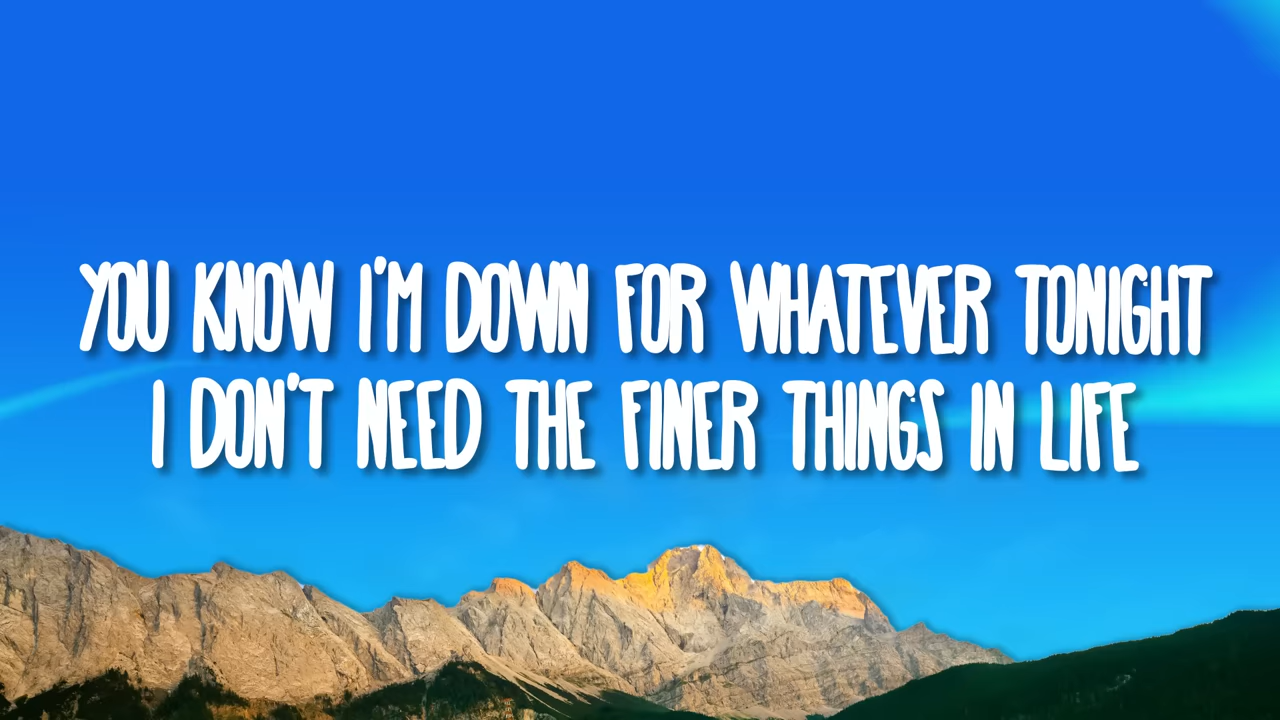 YOU KNOW I'M DOWN FOR WHATEVER TONIGHT
I DON'T NEED THE FINER THINGS IN LIFE